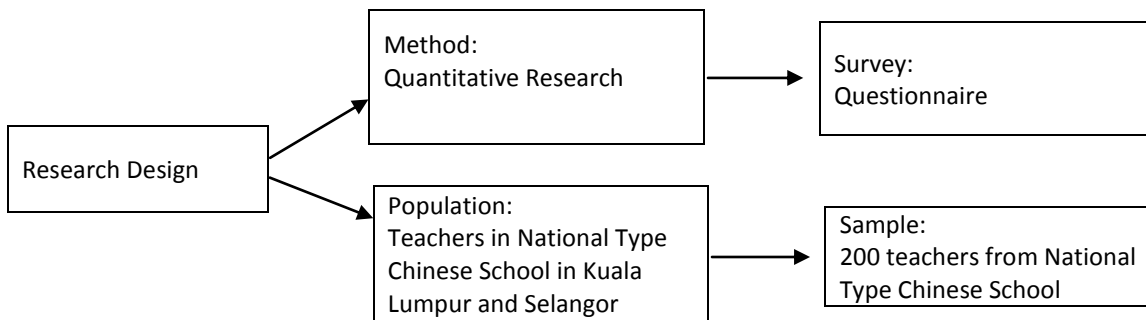 Research Design
Method:
Quantitative Research
Survey:
Questionnaire
Population:
Teachers in National Type
Chinese School in Kuala
Lumpur and Selangor
Sample:
200 teachers from National
Type Chinese School